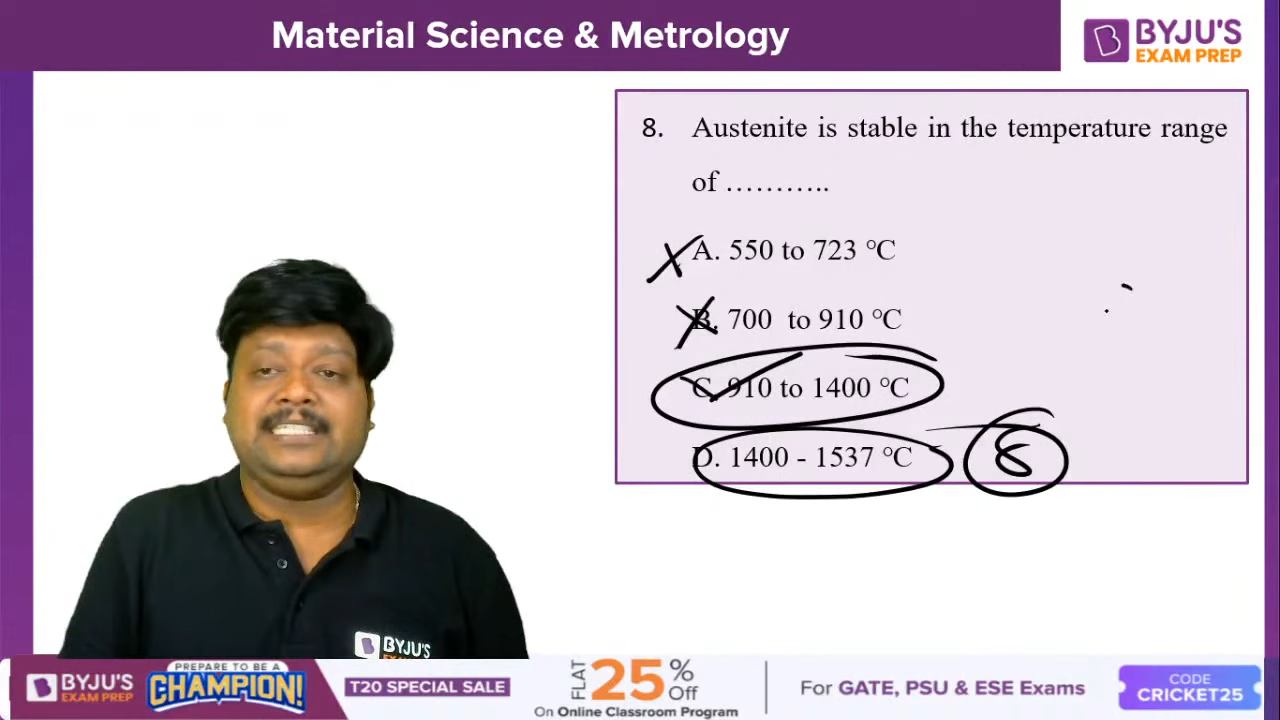 Material Science & Metrology
BYJU'S
EXAM PREP
8. Austenite is stable in the temperature range
of ………..
A. 550 to 723 °C
B. 700 to 910 °C
C. 910 to 1400 °C
D. 1400 - 1537 °C
δ
BYJU'S
BYJU'S
EXAM PREP
PREPARE TO BE A
CHAMPION!
T20 SPECIAL SALE
FLAT
25% Off
On Online Classroom Program
For GATE, PSU & ESE Exams
CODE
CRICKET25